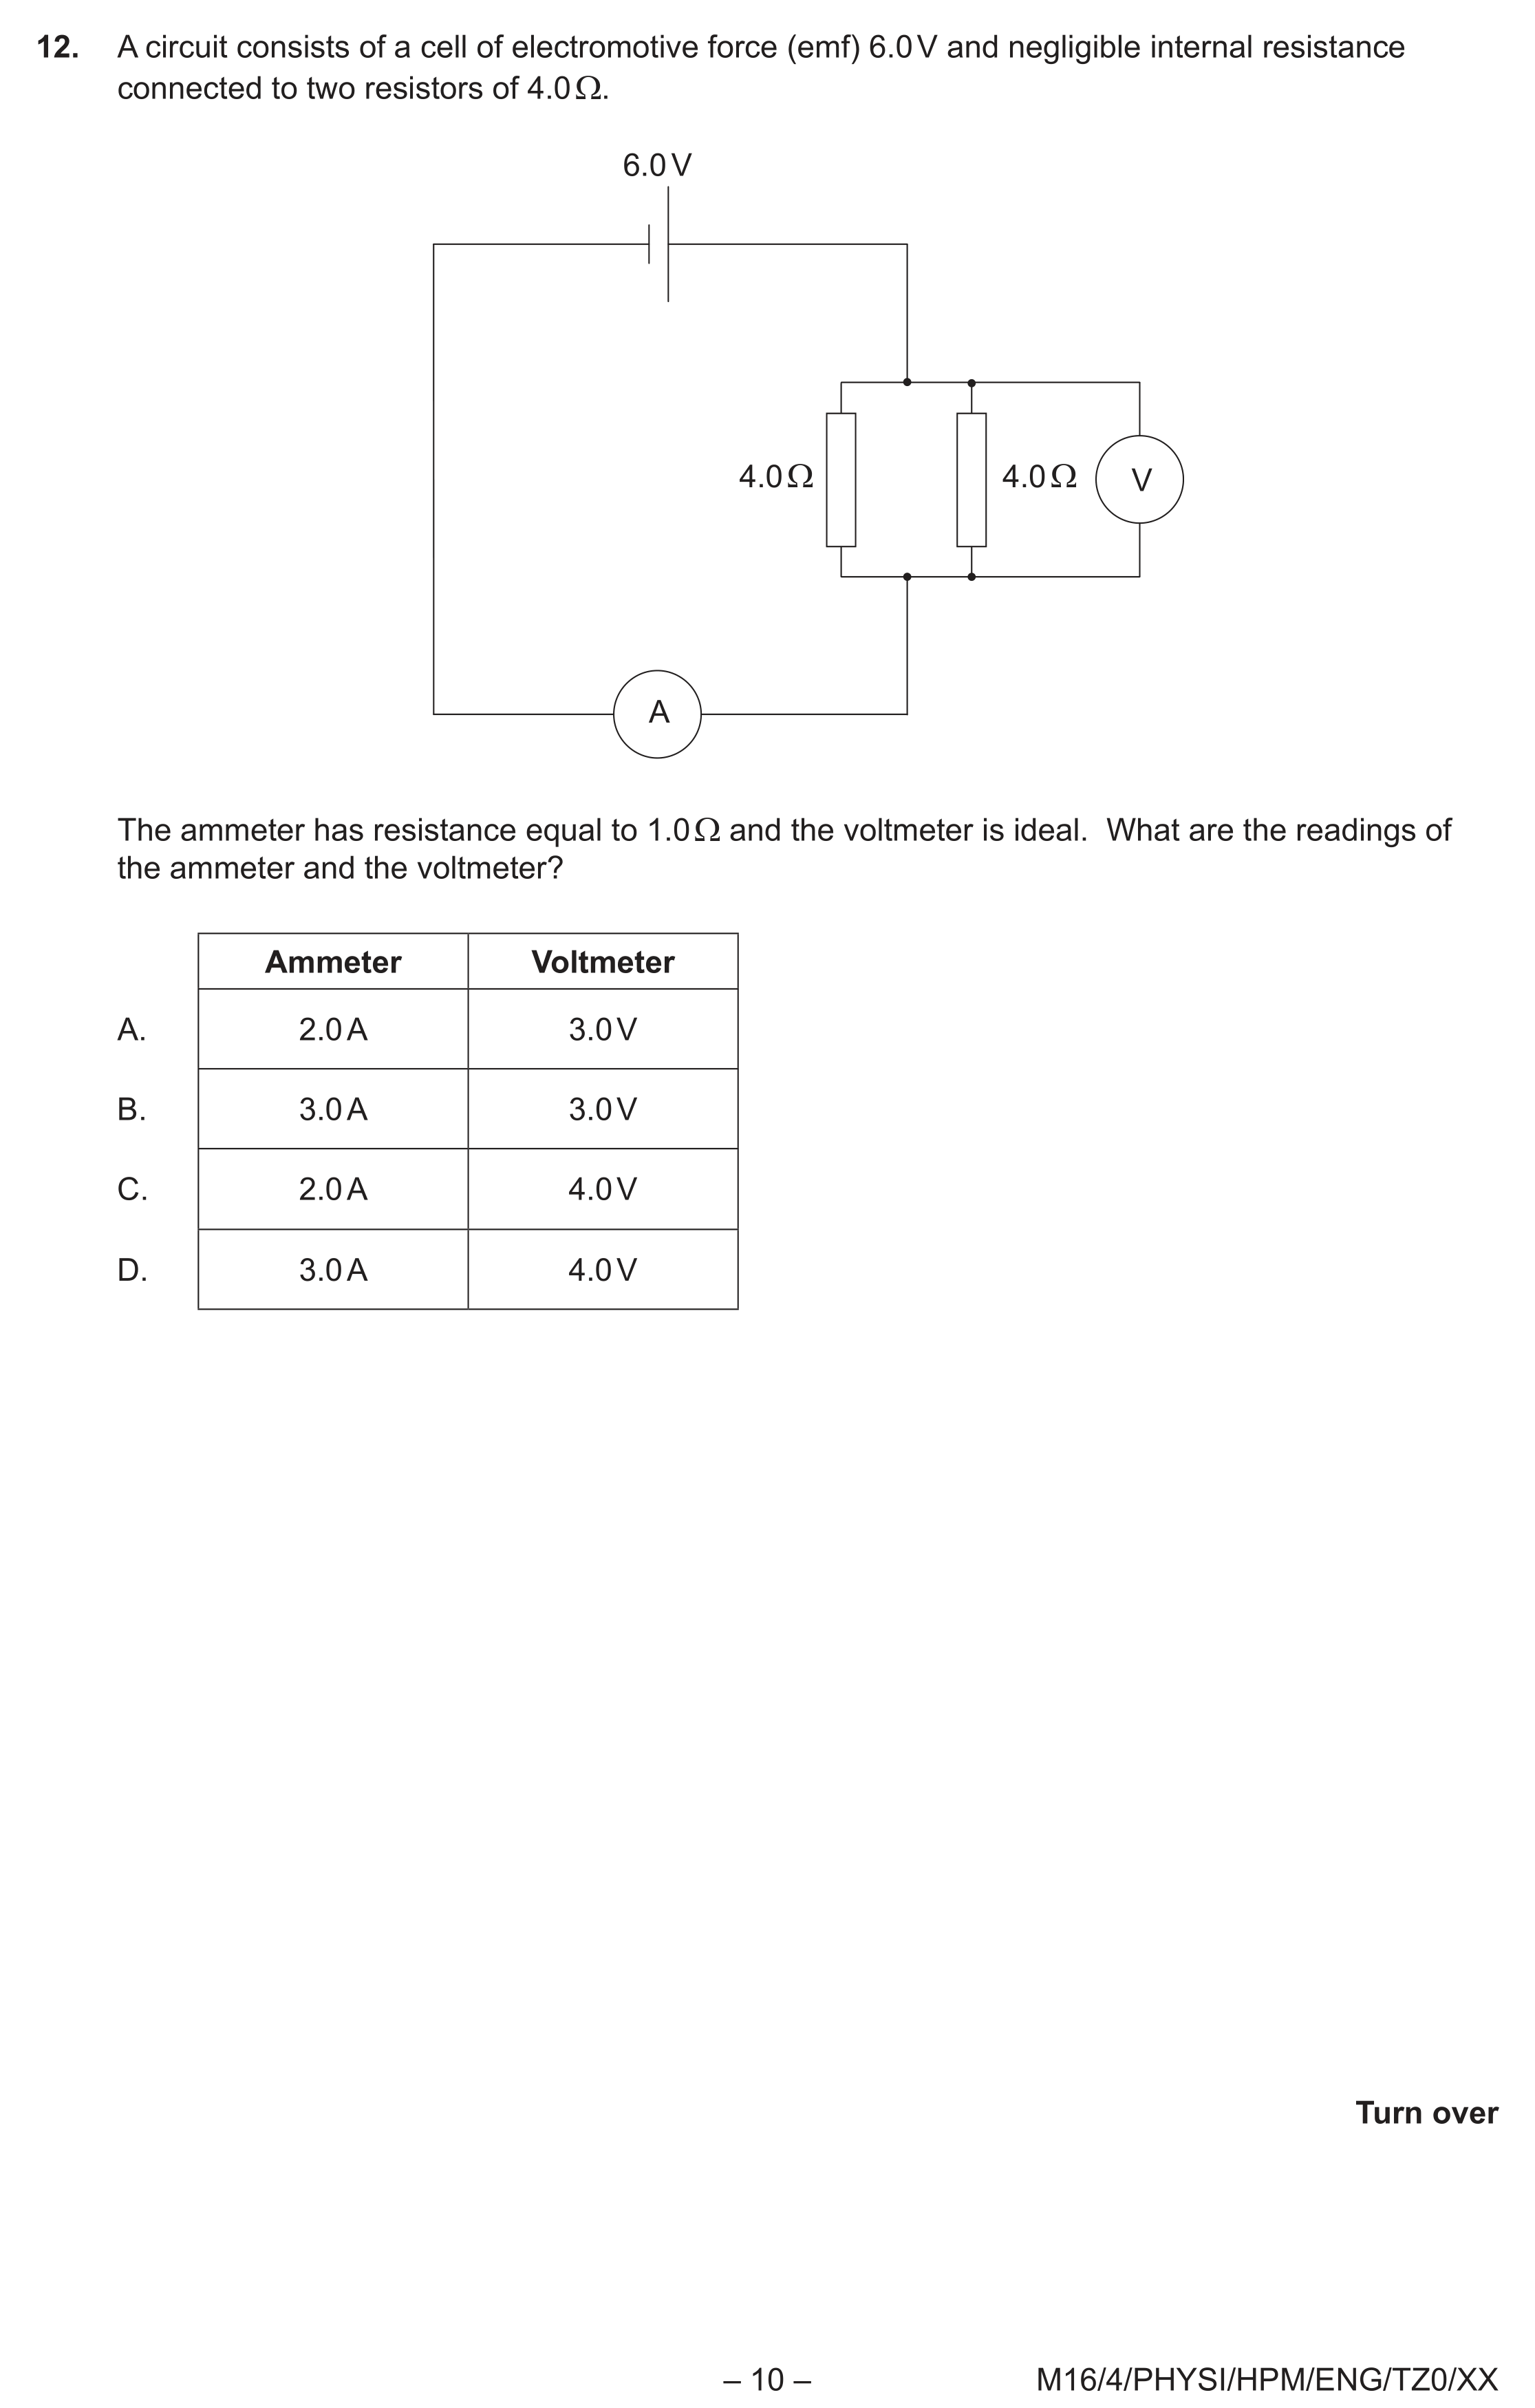 12. A circuit consists of a cell of electromotive force (emf) 6.0 V and negligible internal resistance
connected to two resistors of 4.0 Ω.
6.0 V
4.0 Ω
4.0 Ω
V
A
The ammeter has resistance equal to 1.0 Ω and the voltmeter is ideal. What are the readings of
the ammeter and the voltmeter?
Ammeter Voltmeter
A. 2.0 A 3.0 V
B. 3.0 A 3.0 V
C. 2.0 A 4.0 V
D. 3.0 A 4.0 V
Turn over
– 10 – M16/4/PHYSI/HPM/ENG/TZ0/XX